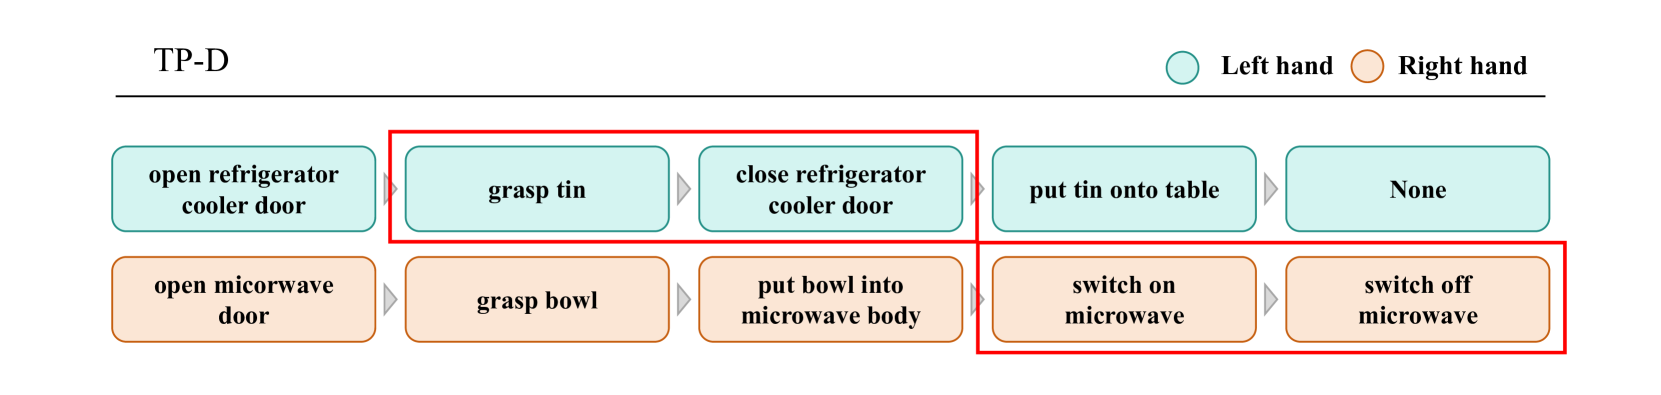 TP-D
Left hand
Right hand
open refrigerator
cooler door
grasp tin
close refrigerator
cooler door
put tin onto table
None
open micorwave
door
grasp bowl
put bowl into
microwave body
switch on
microwave
switch off
microwave